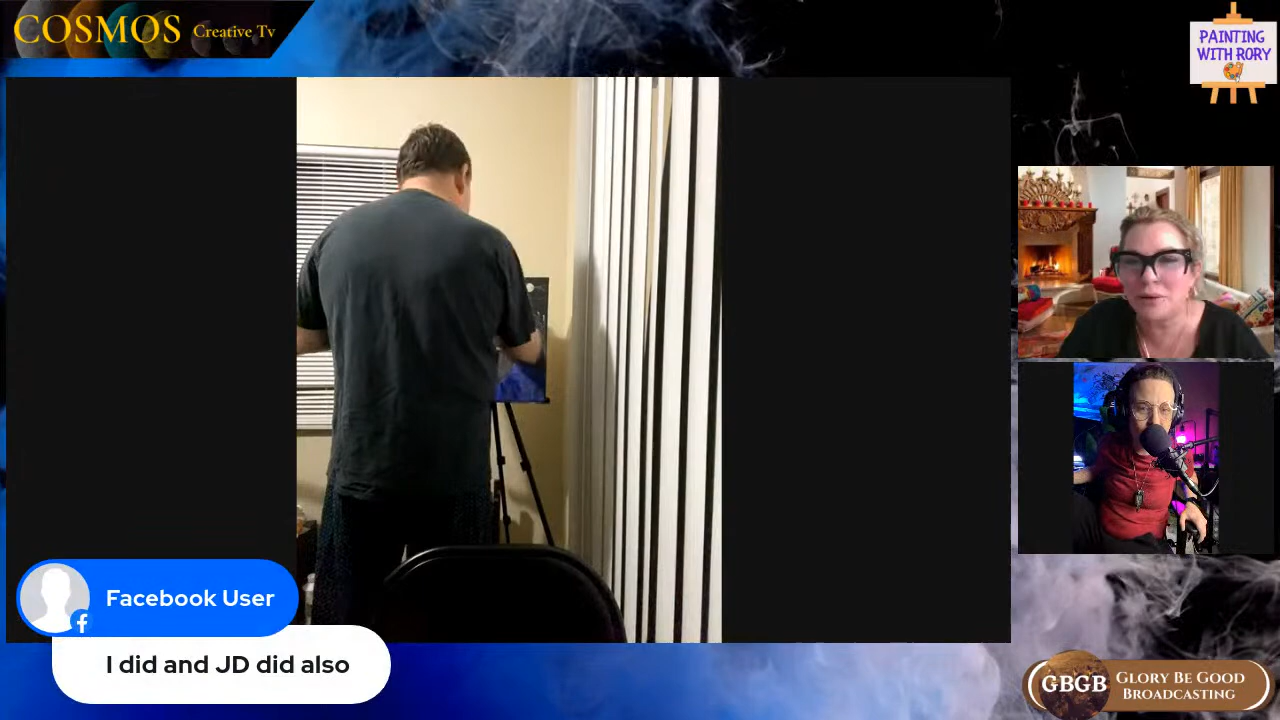 COSMOS Creative Tv
PAINTING
WITH RORY
Facebook User
I did and JD did also
GBGB
GLORY BE GOOD
BROADCASTING